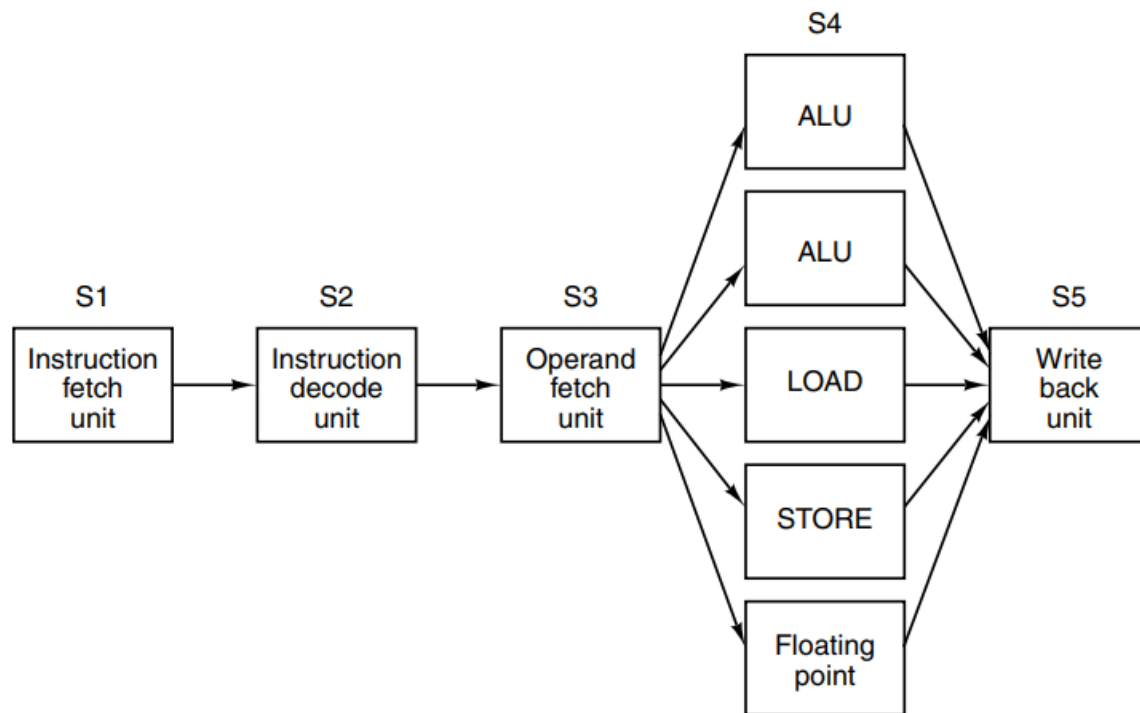 S4
ALU
ALU
S1
Instruction
fetch
unit
S2
Instruction
decode
unit
S3
Operand
fetch
unit
LOAD
S5
Write
back
unit
STORE
Floating
point